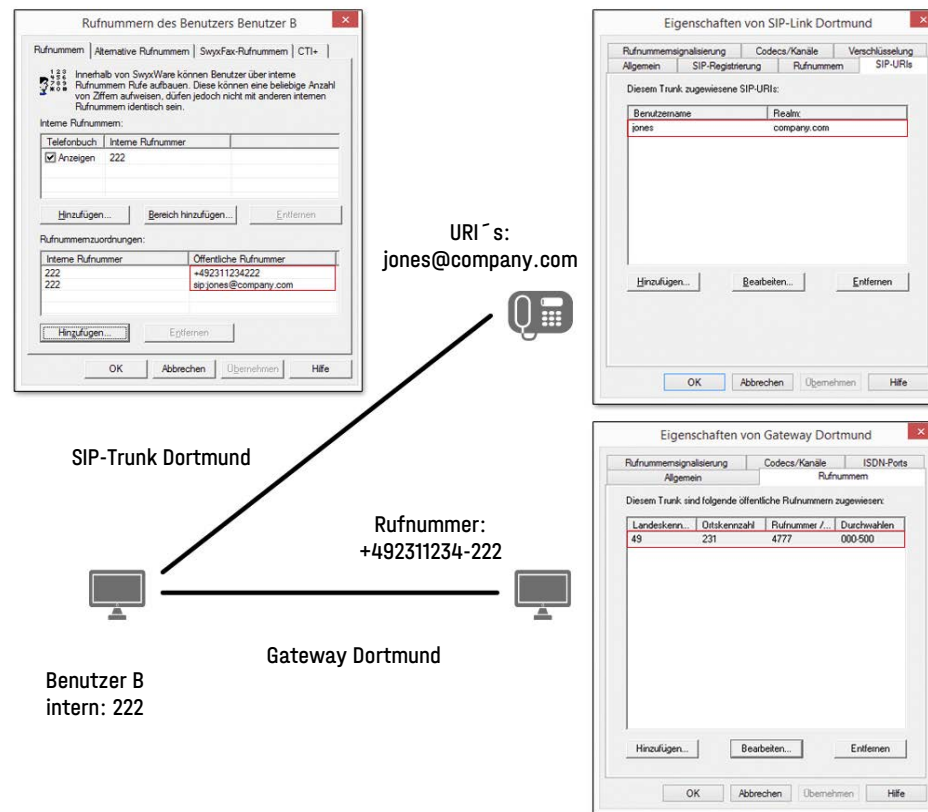 Rufnummern des Benutzers Benutzer B
Rufnummern Alternative Rufnummern SwyxFax-Rufnummern CTI+
Innerhalb von SwyxWare können Benutzer über interne
Rufnummern Rufe aufbauen. Diese können eine beliebige Anzahl
von Ziffern aufweisen, dürfen jedoch nicht mit anderen internen
Rufnummern identisch sein.
Interne Rufnummern:
Telefonbuch Interne Rufnummer
Anzeigen 222
Hinzufügen... Bereich hinzufügen... Entfernen
Rufnummernzuordnungen:
Interne Rufnummer Öffentliche Rufnummer
222 +492311234222
222 sip:jones@company.com
Hinzufügen... Entfernen
OK Abbrechen Übernehmen Hilfe
Eigenschaften von SIP-Link Dortmund
Rufnummernsignalisierung Codecs/Kanäle Verschlüsselung
Allgemein SIP-Registrierung Rufnummern SIP-URIs
Diesem Trunk zugewiesene SIP-URIs:
Benutzername Realm:
jones company.com
Hinzufügen... Bearbeiten... Entfernen
OK Abbrechen Übernehmen Hilfe
URI´s:
jones@company.com
SIP-Trunk Dortmund
Rufnummer:
+492311234-222
Gateway Dortmund
Benutzer B
intern: 222
Eigenschaften von Gateway Dortmund
Rufnummernsignalisierung Codecs/Kanäle ISDN-Ports
Allgemein Rufnummern
Diesem Trunk sind folgende öffentliche Rufnummern zugewiesen:
Landeskenn... Ortskennzahl Rufnummer /... Durchwahlen
49 231 4777 000-500
Hinzufügen... Bearbeiten... Entfernen
OK Abbrechen Übernehmen Hilfe